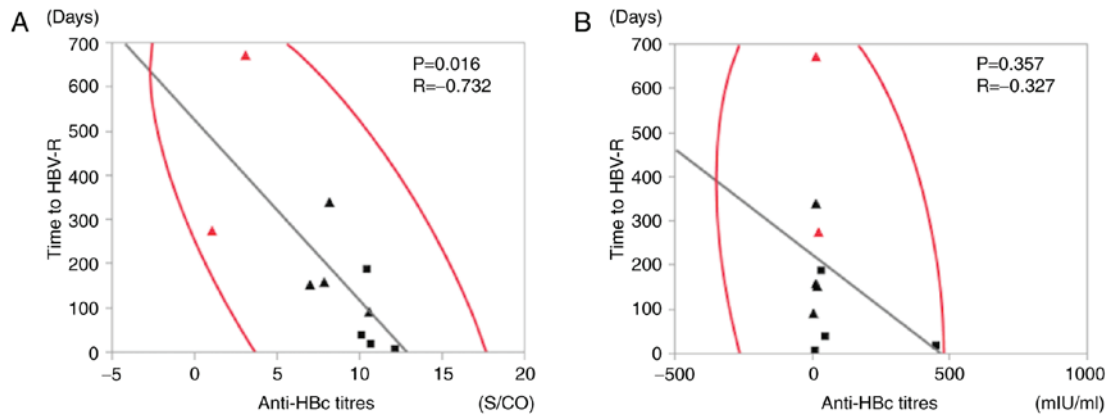 A
(Days)
P=0.016
R=−0.732
Time to HBV-R
700
600
500
400
300
200
100
0
−5
0
5
10
15
20
Anti-HBc titres
(S/CO)
B
(Days)
P=0.357
R=−0.327
Time to HBV-R
700
600
500
400
300
200
100
0
−500
0
500
1000
Anti-HBc titres
(mIU/ml)